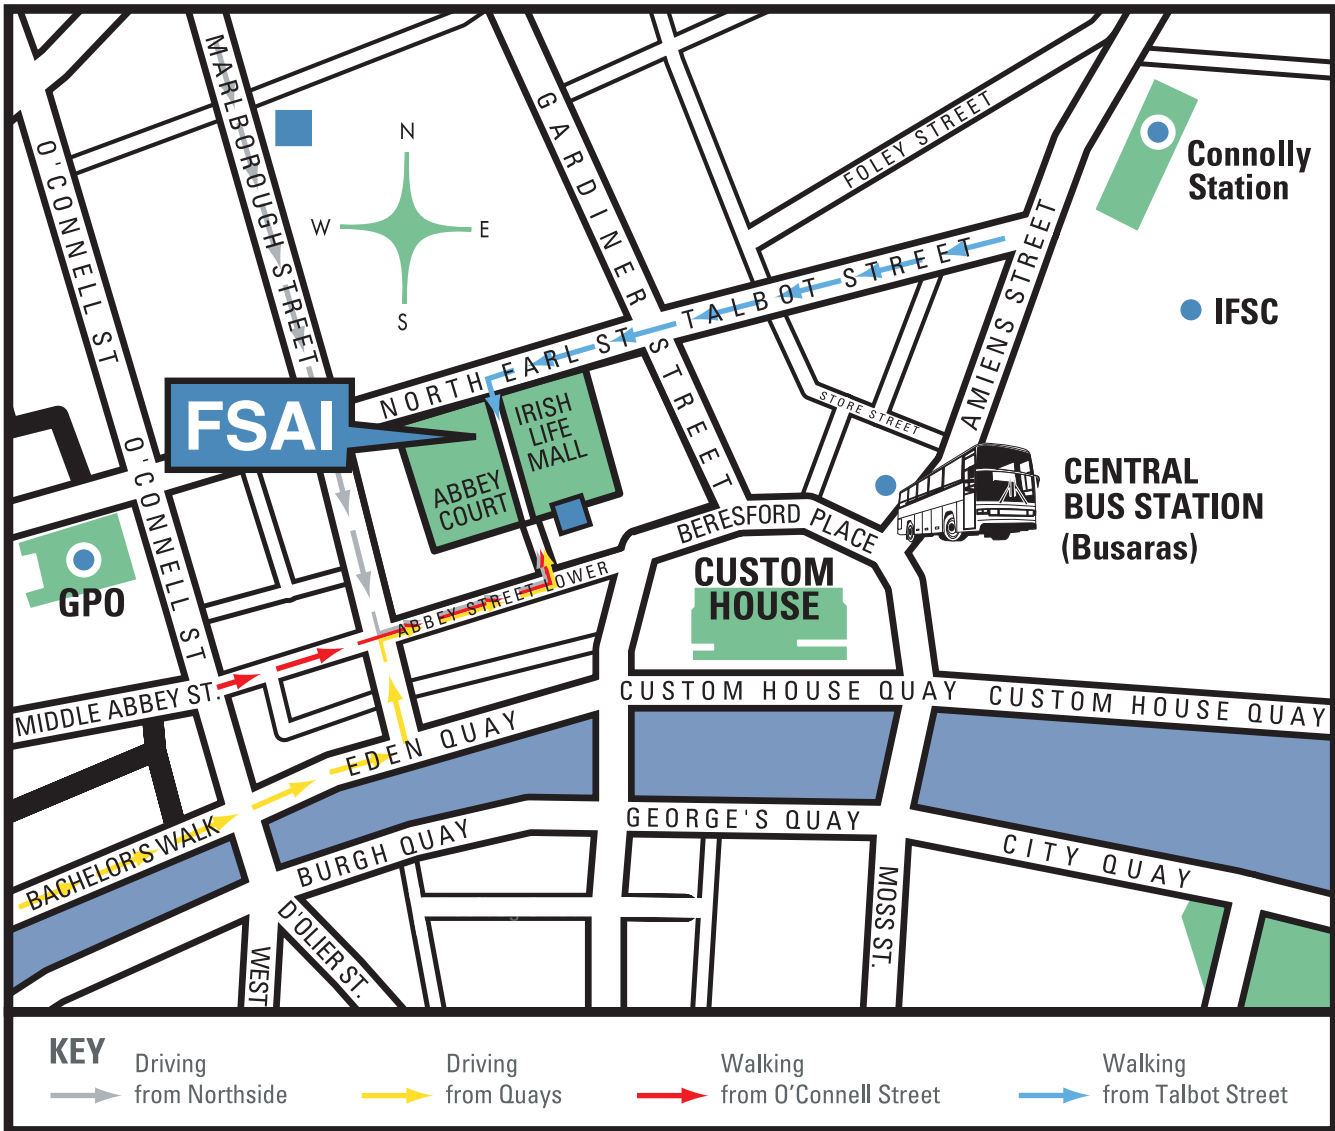 MARLBOROUGH STREET
O'CONNELL ST
GARDINER STREET
FOLEY STREET
Connolly
Station
N
W
E
S
TALBOT STREET
AMIENS STREET
IFSC
NORTH EARL ST
FSAI
IRISH
LIFE
MALL
STORE STREET
ABBEY
COURT
O'CONNELL ST
CENTRAL
BUS STATION
(Busaras)
BERESFORD PLACE
GPO
CUSTOM
HOUSE
ABBEY STREET LOWER
MIDDLE ABBEY ST.
CUSTOM HOUSE QUAY
CUSTOM HOUSE QUAY
EDEN QUAY
BACHELOR'S WALK
BURGH QUAY
GEORGE'S QUAY
CITY QUAY
MOSS ST.
D'OLIER ST.
WEST
KEY
Driving
from Northside
Driving
from Quays
Walking
from O'Connell Street
Walking
from Talbot Street